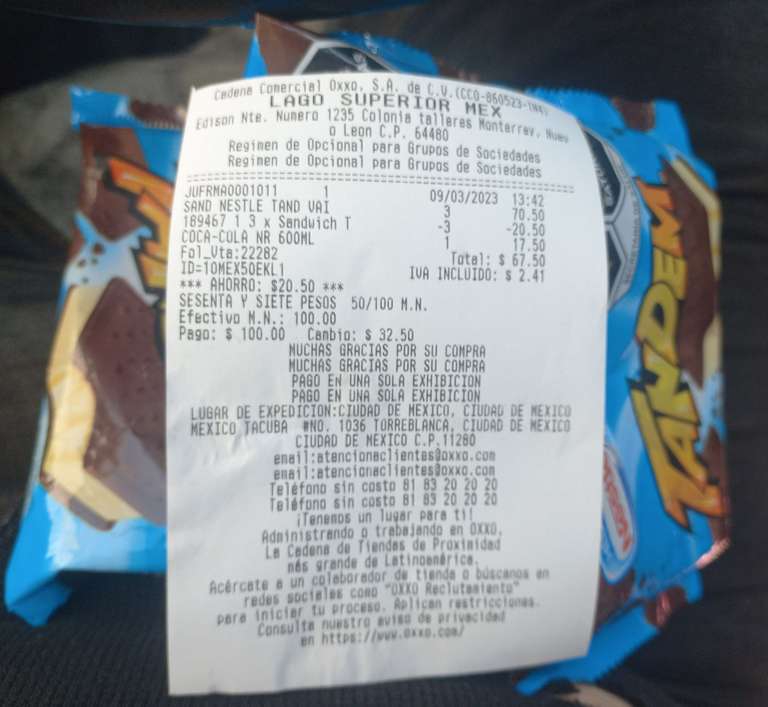 Cadena Comercial Oxxo, S.A. de C.V.(CCO-860523-1N4)
LAGO SUPERIOR MEX
Edison Nte. Numero 1235 Colonia talleres Monterrey, Nuev
o Leon C.P. 64480
Regimen de Opcional para Grupos de Sociedades
Regimen de Opcional para Grupos de Sociedades
JUFRMA0001011 1 09/03/2023 13:42
SAND NESTLE TAND VAI 3 70.50
189467 1 3 x Sandwich T -3 -20.50
COCA-COLA NR 600ML 1 17.50
Fol_Vta:22282 Total: $ 67.50
ID=10MEX50EKL1 IVA INCLUIDO: $ 2.41
*** AHORRO: $20.50 ***
SESENTA Y SIETE PESOS 50/100 M.N.
Efectivo M.N.: 100.00
Pago: $ 100.00 Cambio: $ 32.50
MUCHAS GRACIAS POR SU COMPRA
MUCHAS GRACIAS POR SU COMPRA
PAGO EN UNA SOLA EXHIBICION
PAGO EN UNA SOLA EXHIBICION
LUGAR DE EXPEDICION:CIUDAD DE MEXICO, CIUDAD DE MEXICO
MEXICO TACUBA #NO. 1036 TORREBLANCA, CIUDAD DE MEXICO
CIUDAD DE MEXICO C.P.11280
email:atencionaclientes@oxxo.com
email:atencionaclientes@oxxo.com
Teléfono sin costo 81 83 20 20 20
Teléfono sin costo 81 83 20 20 20
¡Tenemos un lugar para ti!
Administrando o trabajando en OXXO,
La Cadena de Tiendas de Proximidad
más grande de Latinoamérica.
Acércate a un colaborador de tienda o búscanos en
redes sociales como "OXXO Reclutamiento"
para iniciar tu proceso. Aplican restricciones.
Consulta nuestro aviso de privacidad
en https://www.oxxo.com/
TANDEM